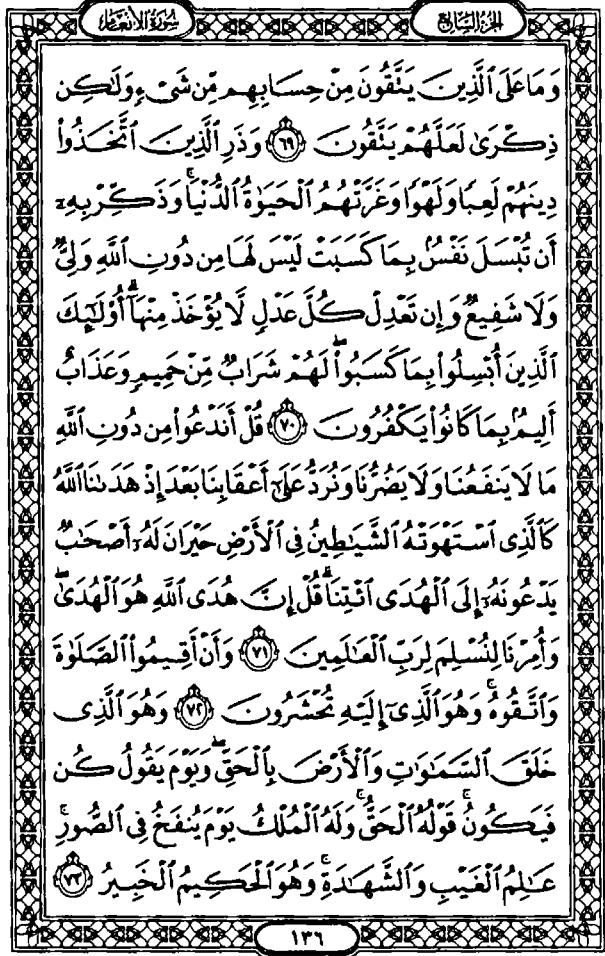 الجزء السابع
سورة الأنعام
وَمَا عَلَى ٱلَّذِينَ يَتَّقُونَ مِنْ حِسَابِهِم مِّن شَىْءٍ وَلَٰكِن
ذِكْرَىٰ لَعَلَّهُمْ يَتَّقُونَ ۝٦٩ وَذَرِ ٱلَّذِينَ ٱتَّخَذُوا۟
دِينَهُمْ لَعِبًا وَلَهْوًا وَغَرَّتْهُمُ ٱلْحَيَوٰةُ ٱلدُّنْيَا ۚ وَذَكِّرْ بِهِۦٓ
أَن تُبْسَلَ نَفْسٌۢ بِمَا كَسَبَتْ لَيْسَ لَهَا مِن دُونِ ٱللَّهِ وَلِىٌّ
وَلَا شَفِيعٌ وَإِن تَعْدِلْ كُلَّ عَدْلٍ لَّا يُؤْخَذْ مِنْهَآ ۗ أُو۟لَٰٓئِكَ
ٱلَّذِينَ أُبْسِلُوا۟ بِمَا كَسَبُوا۟ ۖ لَهُمْ شَرَابٌ مِّنْ حَمِيمٍ وَعَذَابٌ
أَلِيمٌۢ بِمَا كَانُوا۟ يَكْفُرُونَ ۝٧٠ قُلْ أَنَدْعُوا۟ مِن دُونِ ٱللَّهِ
مَا لَا يَنفَعُنَا وَلَا يَضُرُّنَا وَنُرَدُّ عَلَىٰٓ أَعْقَابِنَا بَعْدَ إِذْ هَدَىٰنَا ٱللَّهُ
كَٱلَّذِى ٱسْتَهْوَتْهُ ٱلشَّيَٰطِينُ فِى ٱلْأَرْضِ حَيْرَانَ لَهُۥٓ أَصْحَٰبٌ
يَدْعُونَهُۥٓ إِلَى ٱلْهُدَى ٱئْتِنَا ۗ قُلْ إِنَّ هُدَى ٱللَّهِ هُوَ ٱلْهُدَىٰ ۖ
وَأُمِرْنَا لِنُسْلِمَ لِرَبِّ ٱلْعَٰلَمِينَ ۝٧١ وَأَنْ أَقِيمُوا۟ ٱلصَّلَوٰةَ
وَٱتَّقُوهُ ۚ وَهُوَ ٱلَّذِىٓ إِلَيْهِ تُحْشَرُونَ ۝٧٢ وَهُوَ ٱلَّذِى
خَلَقَ ٱلسَّمَٰوَٰتِ وَٱلْأَرْضَ بِٱلْحَقِّ ۖ وَيَوْمَ يَقُولُ كُن
فَيَكُونُ ۚ قَوْلُهُ ٱلْحَقُّ ۚ وَلَهُ ٱلْمُلْكُ يَوْمَ يُنفَخُ فِى ٱلصُّورِ ۚ
عَٰلِمُ ٱلْغَيْبِ وَٱلشَّهَٰدَةِ ۚ وَهُوَ ٱلْحَكِيمُ ٱلْخَبِيرُ ۝٧٣
١٣٦